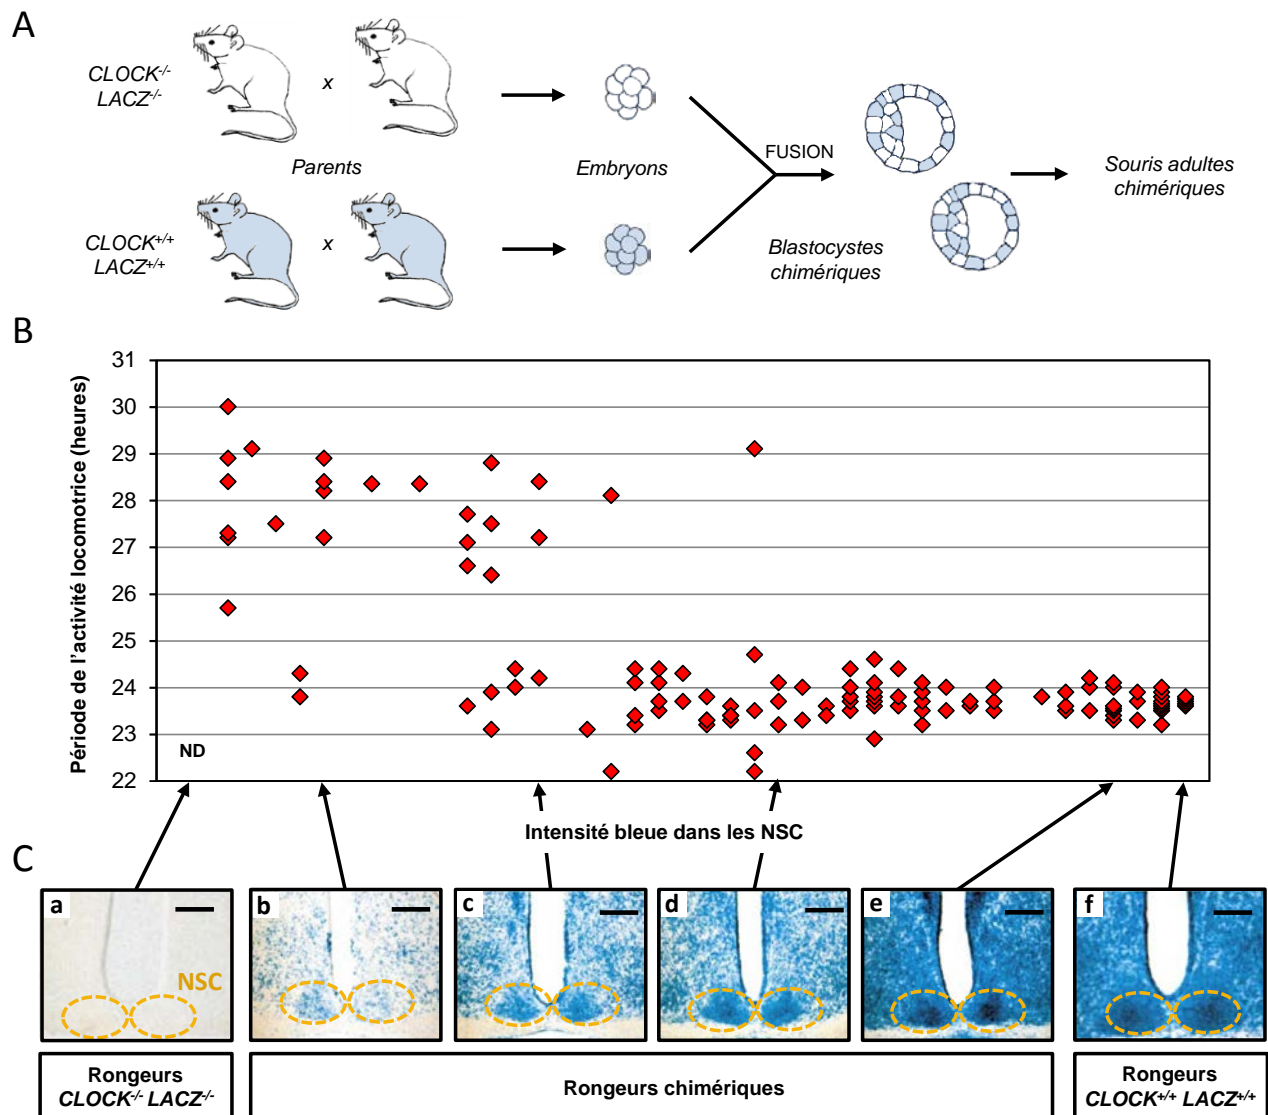 A
CLOCK-/-
LACZ-/-
x
Parents
Embryons
FUSION
Souris adultes
chimériques
CLOCK+/+
LACZ+/+
x
Blastocystes
chimériques
B
Période de l'activité locomotrice (heures)
31
30
29
28
27
26
25
24
23
22
ND
Intensité bleue dans les NSC
C
a
NSC
b
c
d
e
f
Rongeurs
CLOCK-/- LACZ-/-
Rongeurs chimériques
Rongeurs
CLOCK+/+ LACZ+/+